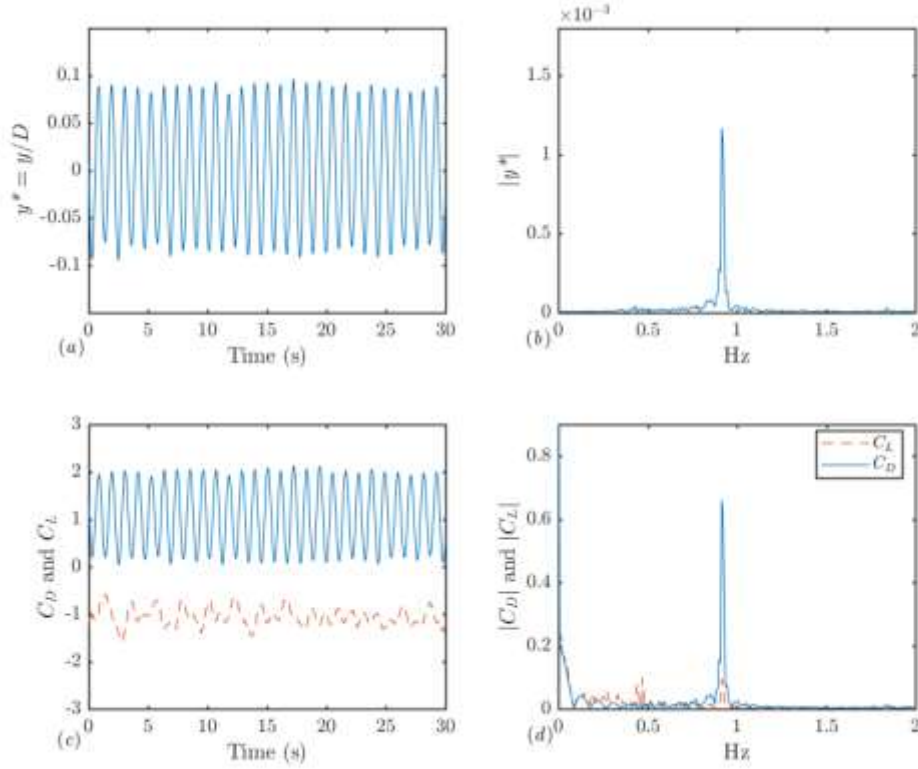 ×10⁻³
0.1
0.05
0
-0.05
-0.1
y* = y/D
0 5 10 15 20 25 30
(a) Time (s)
1.5
1
0.5
0
|y*|
0 0.5 1 1.5 2
(b) Hz
3
2
1
0
-1
-2
-3
C_D and C_L
0 5 10 15 20 25 30
(c) Time (s)
0.8
0.6
0.4
0.2
0
|C_D| and |C_L|
C_L
C_D
0 0.5 1 1.5 2
(d) Hz